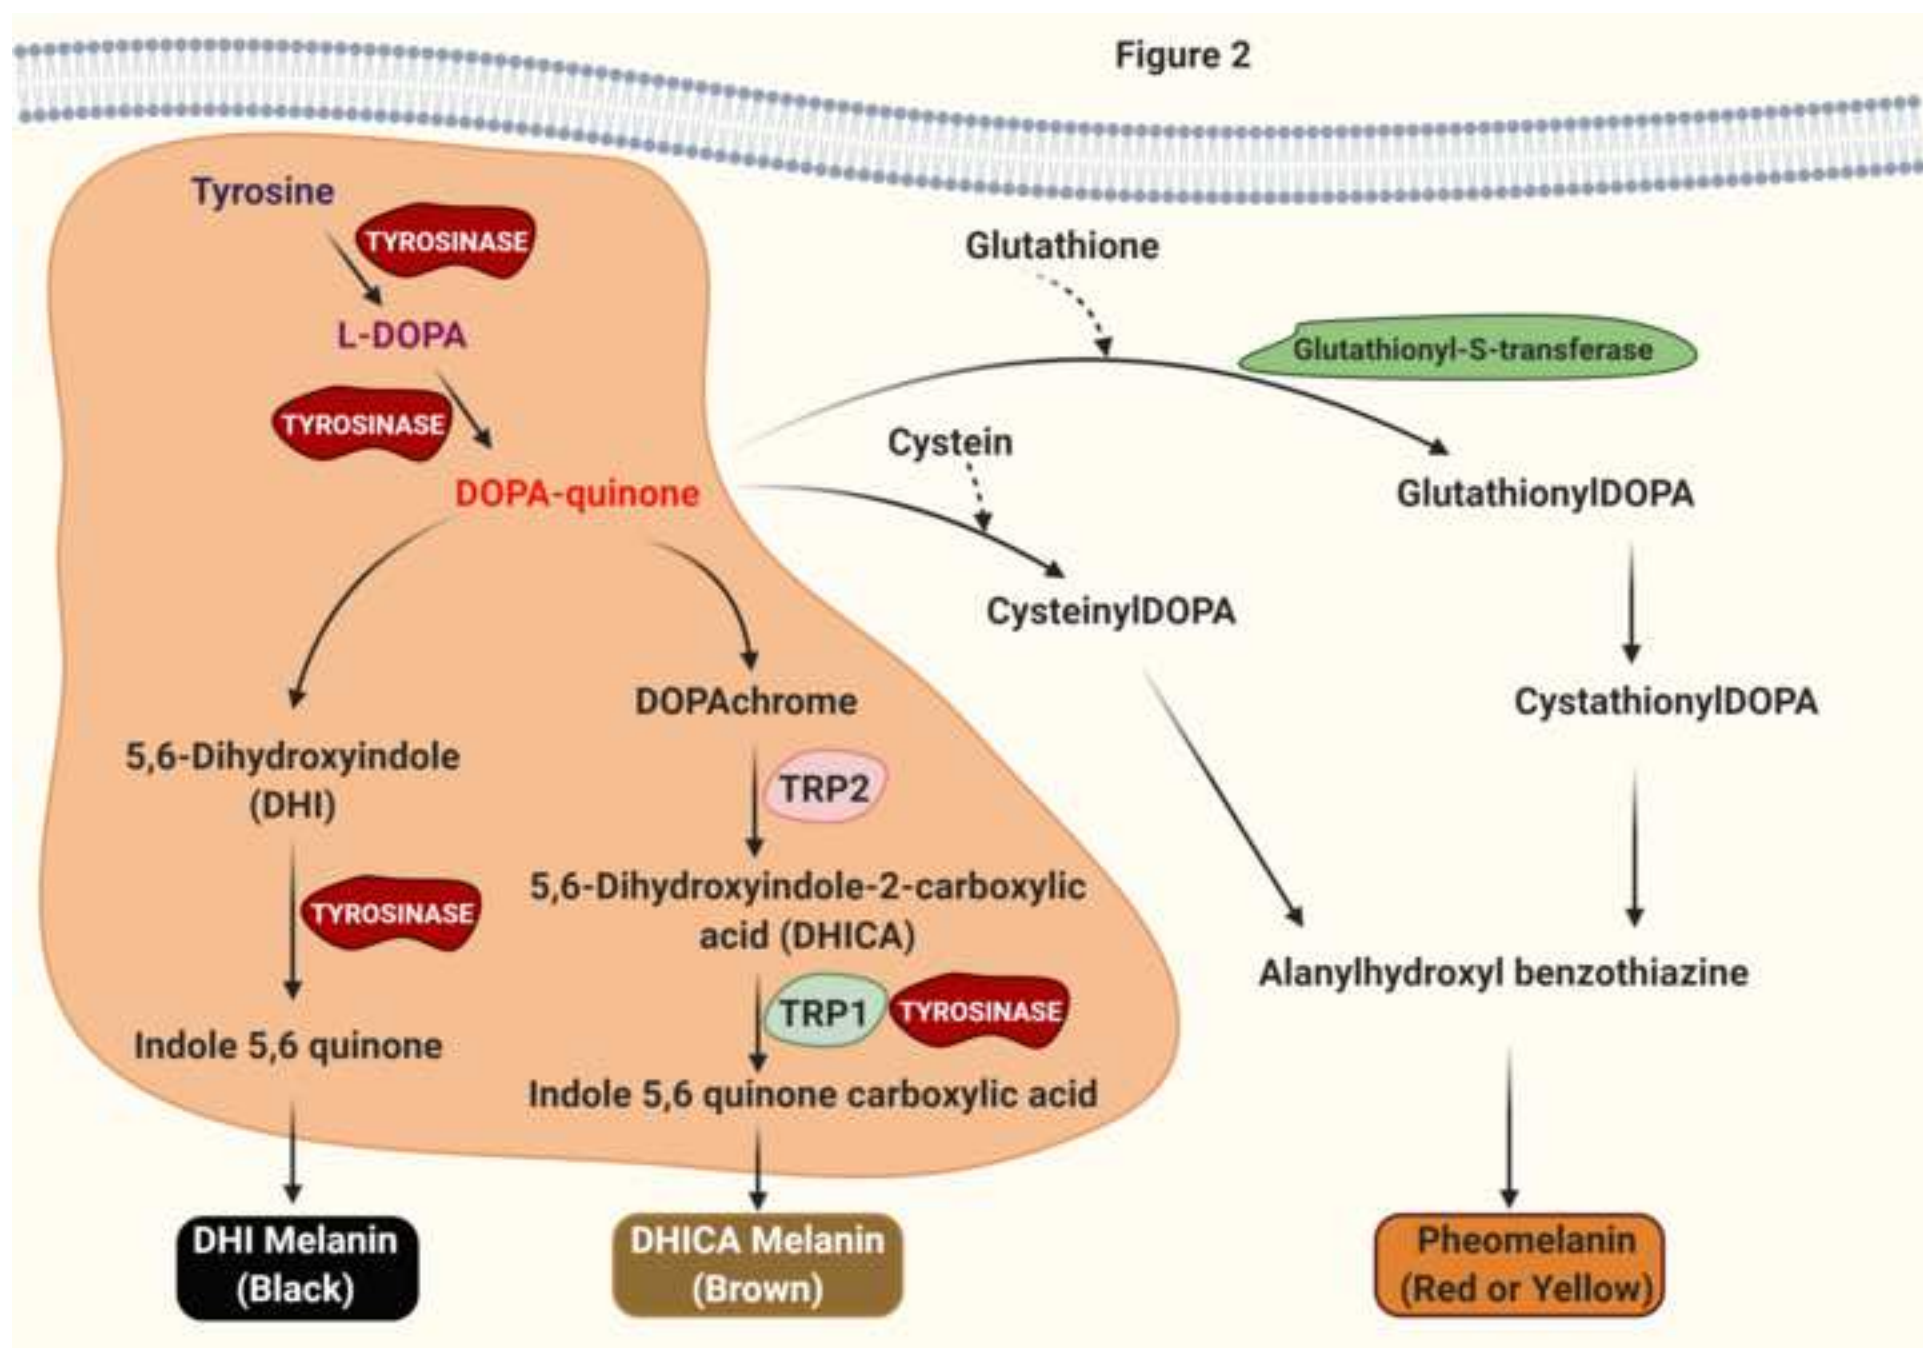 Figure 2
Tyrosine
TYROSINASE
L-DOPA
TYROSINASE
DOPA-quinone
Glutathione
Glutathionyl-S-transferase
Cystein
GlutathionylDOPA
CysteinylDOPA
CystathionylDOPA
DOPAchrome
5,6-Dihydroxyindole
(DHI)
TRP2
TYROSINASE
5,6-Dihydroxyindole-2-carboxylic
acid (DHICA)
Alanylhydroxyl benzothiazine
TRP1
TYROSINASE
Indole 5,6 quinone
Indole 5,6 quinone carboxylic acid
DHI Melanin
(Black)
DHICA Melanin
(Brown)
Pheomelanin
(Red or Yellow)